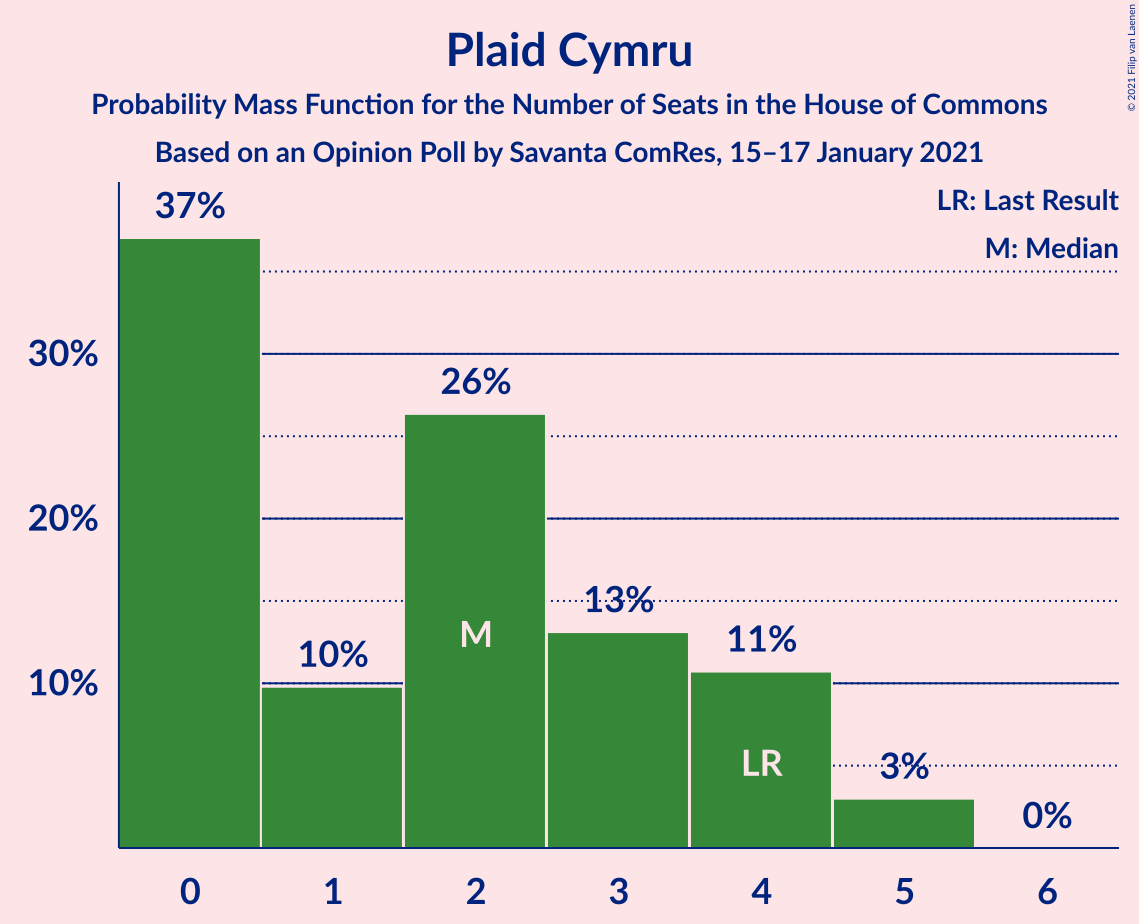 Plaid Cymru
Probability Mass Function for the Number of Seats in the House of Commons
Based on an Opinion Poll by Savanta ComRes, 15–17 January 2021
© 2021 Filip van Laenen
LR: Last Result
M: Median
37%
30%
26%
20%
13%
11%
10%
10%
M
LR
3%
0%
0 1 2 3 4 5 6